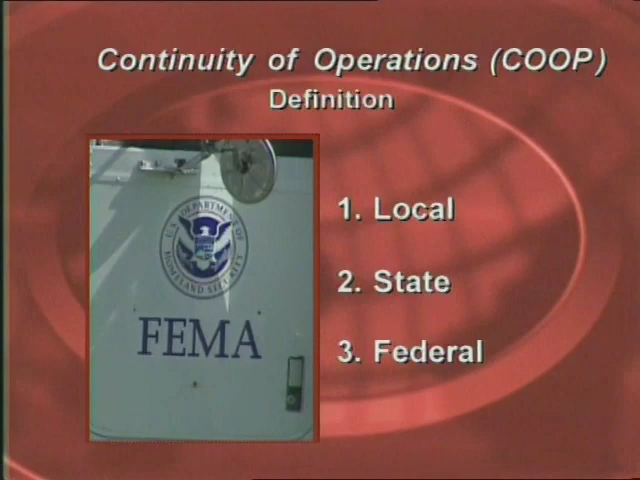 Continuity of Operations (COOP)
Definition
U.S. DEPARTMENT OF
HOMELAND SECURITY
FEMA
1. Local
2. State
3. Federal